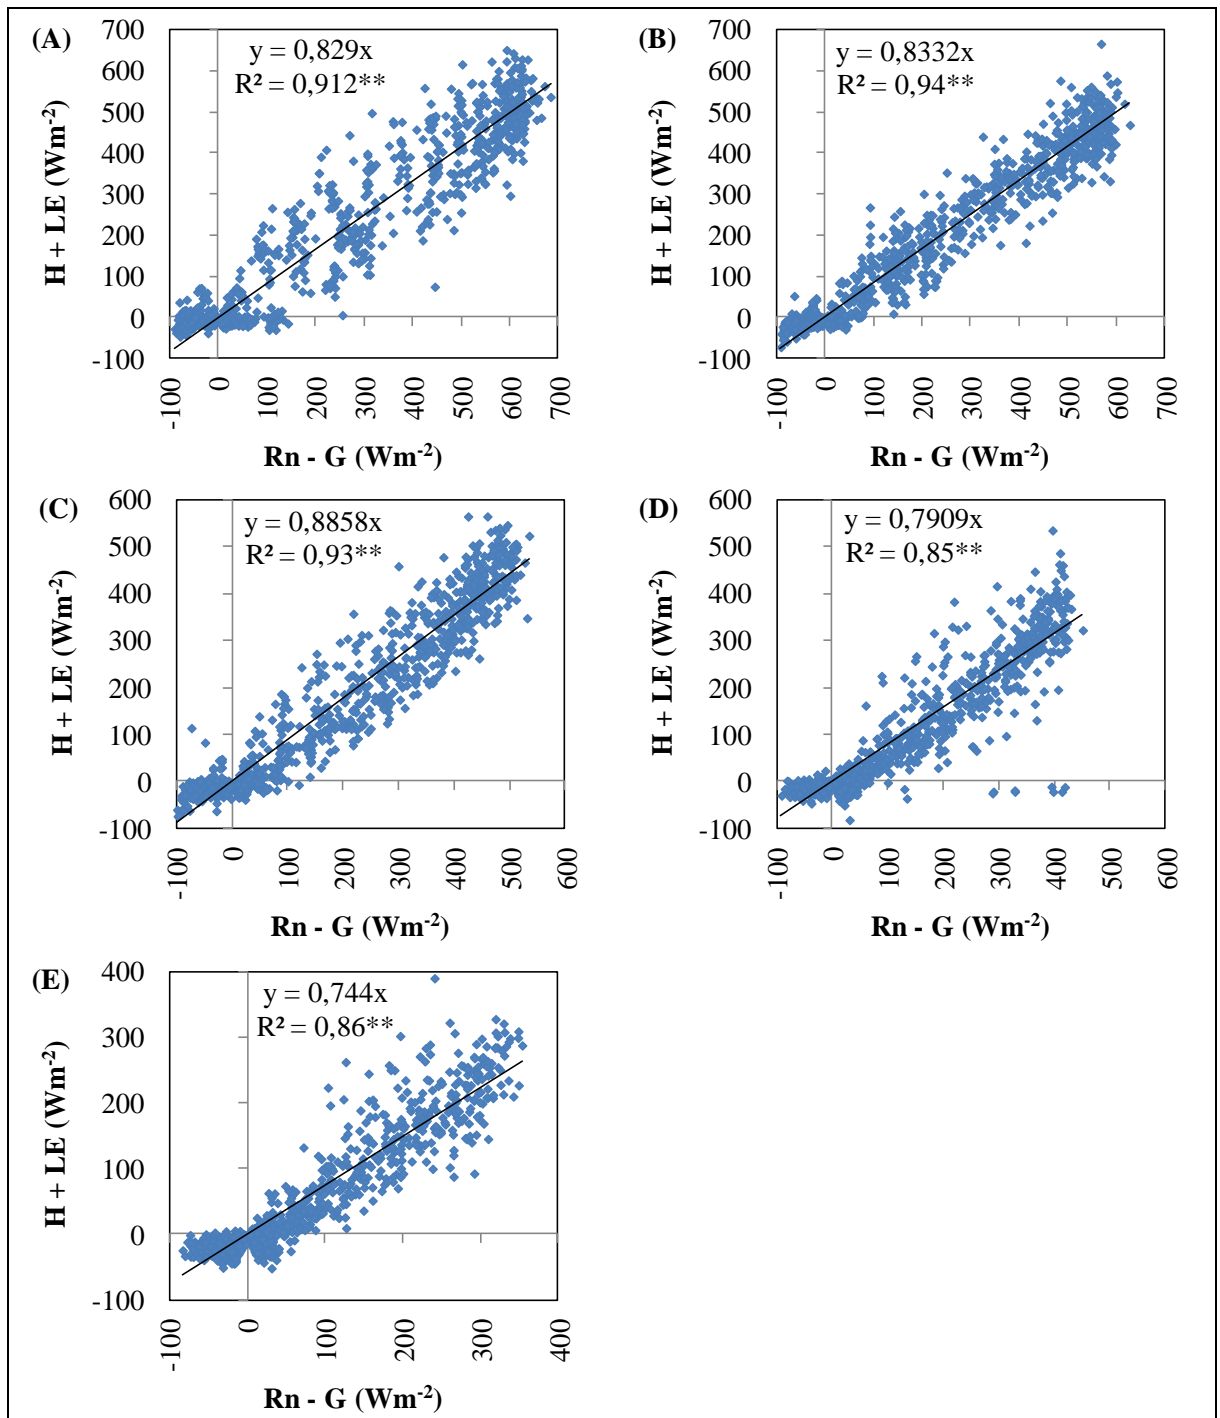 (A)
y = 0,829x
R² = 0,912**
H + LE (Wm⁻²)
700
600
500
400
300
200
100
0
-100
-100 0 100 200 300 400 500 600 700
Rn - G (Wm⁻²)
(B)
y = 0,8332x
R² = 0,94**
H + LE (Wm⁻²)
700
600
500
400
300
200
100
0
-100
-100 0 100 200 300 400 500 600 700
Rn - G (Wm⁻²)
(C)
y = 0,8858x
R² = 0,93**
H + LE (Wm⁻²)
600
500
400
300
200
100
0
-100
-100 0 100 200 300 400 500 600
Rn - G (Wm⁻²)
(D)
y = 0,7909x
R² = 0,85**
H + LE (Wm⁻²)
600
500
400
300
200
100
0
-100
-100 0 100 200 300 400 500 600
Rn - G (Wm⁻²)
(E)
y = 0,744x
R² = 0,86**
H + LE (Wm⁻²)
400
300
200
100
0
-100
-100 0 100 200 300 400
Rn - G (Wm⁻²)